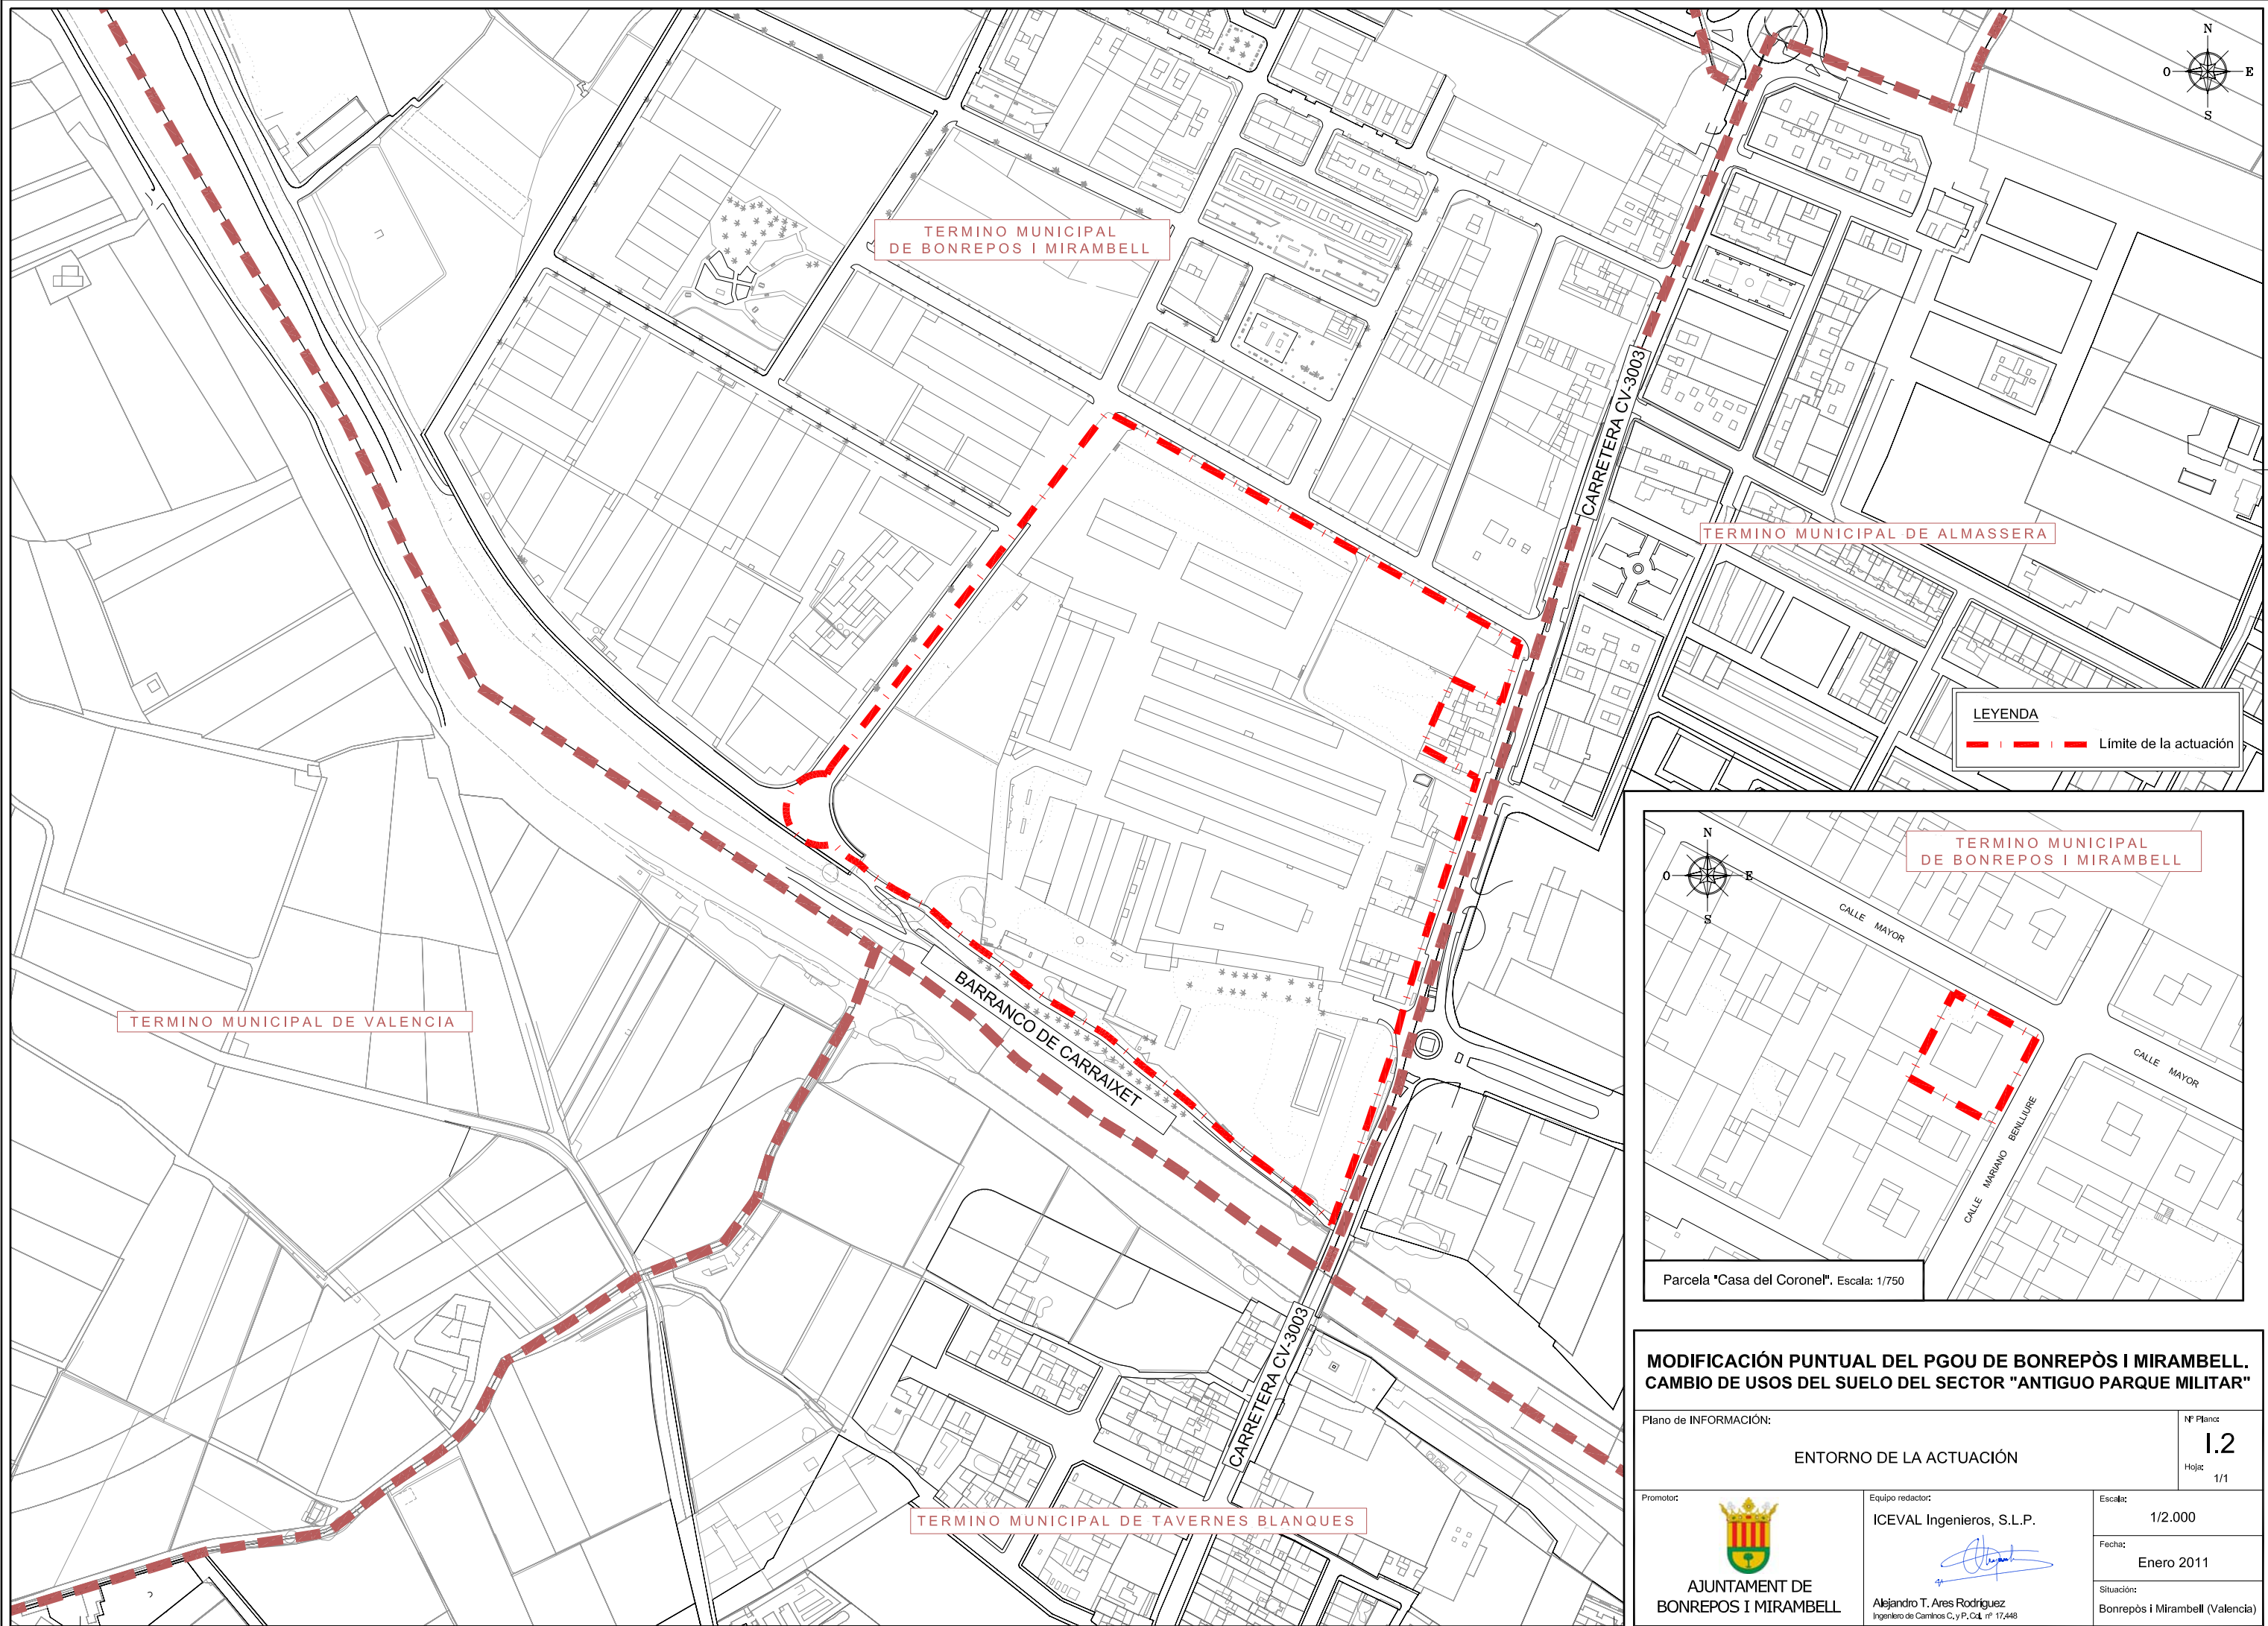 N
O E
S
TERMINO MUNICIPAL
DE BONREPOS I MIRAMBELL
CARRETERA CV-3003
TERMINO MUNICIPAL DE ALMASSERA
LEYENDA
Límite de la actuación
TERMINO MUNICIPAL DE VALENCIA
BARRANCO DE CARRAIXET
CARRETERA CV-3003
TERMINO MUNICIPAL DE TAVERNES BLANQUES
N
O E
S
TERMINO MUNICIPAL
DE BONREPOS I MIRAMBELL
CALLE MAYOR
CALLE MAYOR
CALLE MARIANO BENLLIURE
Parcela "Casa del Coronel". Escala: 1/750
MODIFICACIÓN PUNTUAL DEL PGOU DE BONREPÒS I MIRAMBELL.
CAMBIO DE USOS DEL SUELO DEL SECTOR "ANTIGUO PARQUE MILITAR"
Plano de INFORMACIÓN:
ENTORNO DE LA ACTUACIÓN
Nº Plano:
I.2
Hoja:
1/1
Promotor:
AJUNTAMENT DE
BONREPOS I MIRAMBELL
Equipo redactor:
ICEVAL Ingenieros, S.L.P.
Alejandro T. Ares Rodríguez
Ingeniero de Caminos C. y P. Col. nº 17.448
Escala:
1/2.000
Fecha:
Enero 2011
Situación:
Bonrepòs i Mirambell (Valencia)